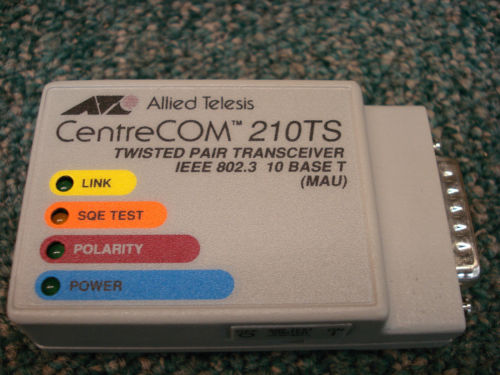 Allied Telesis
CentreCOM™ 210TS
TWISTED PAIR TRANSCEIVER
IEEE 802.3 10 BASE T
(MAU)
LINK
SQE TEST
POLARITY
POWER